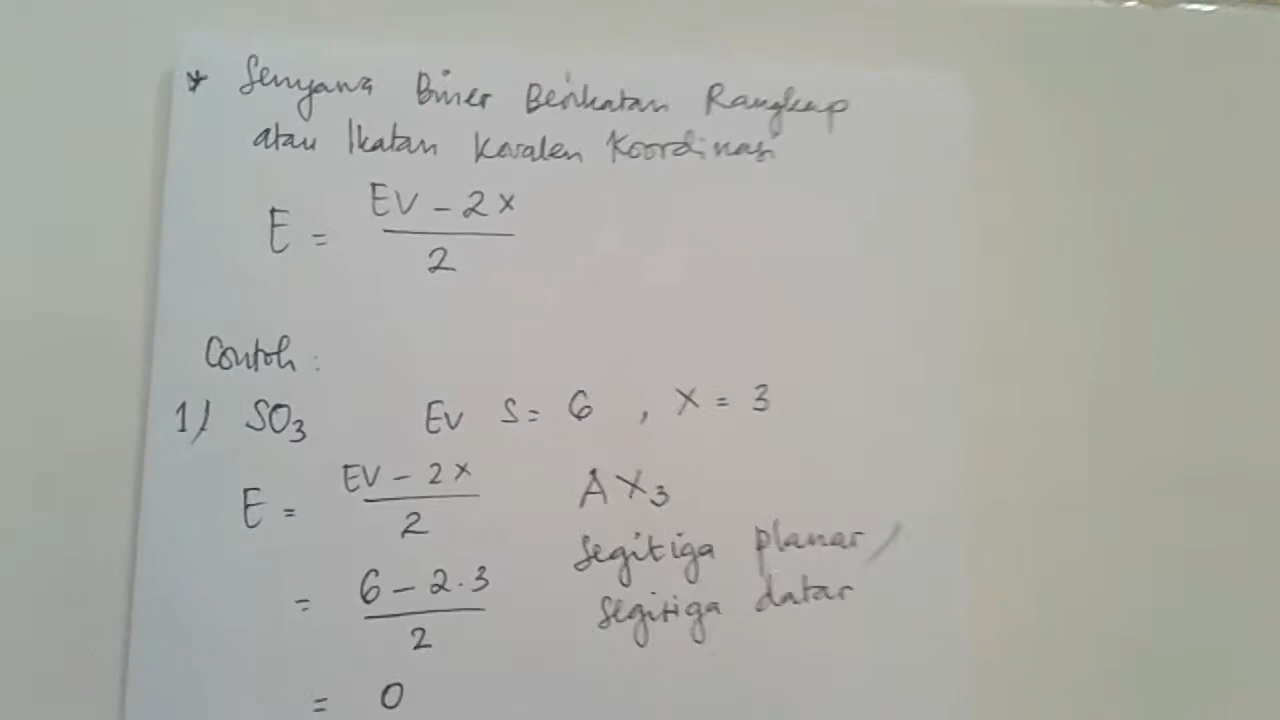 * Senyawa Biner Berikatan Rangkap
atau Ikatan Kovalen Koordinasi
E = EV - 2x / 2
Contoh :
1) SO₃ EV S = 6 , X = 3
E = EV - 2x / 2 AX₃
segitiga planar/
= 6 - 2.3 / 2 segitiga datar
= 0